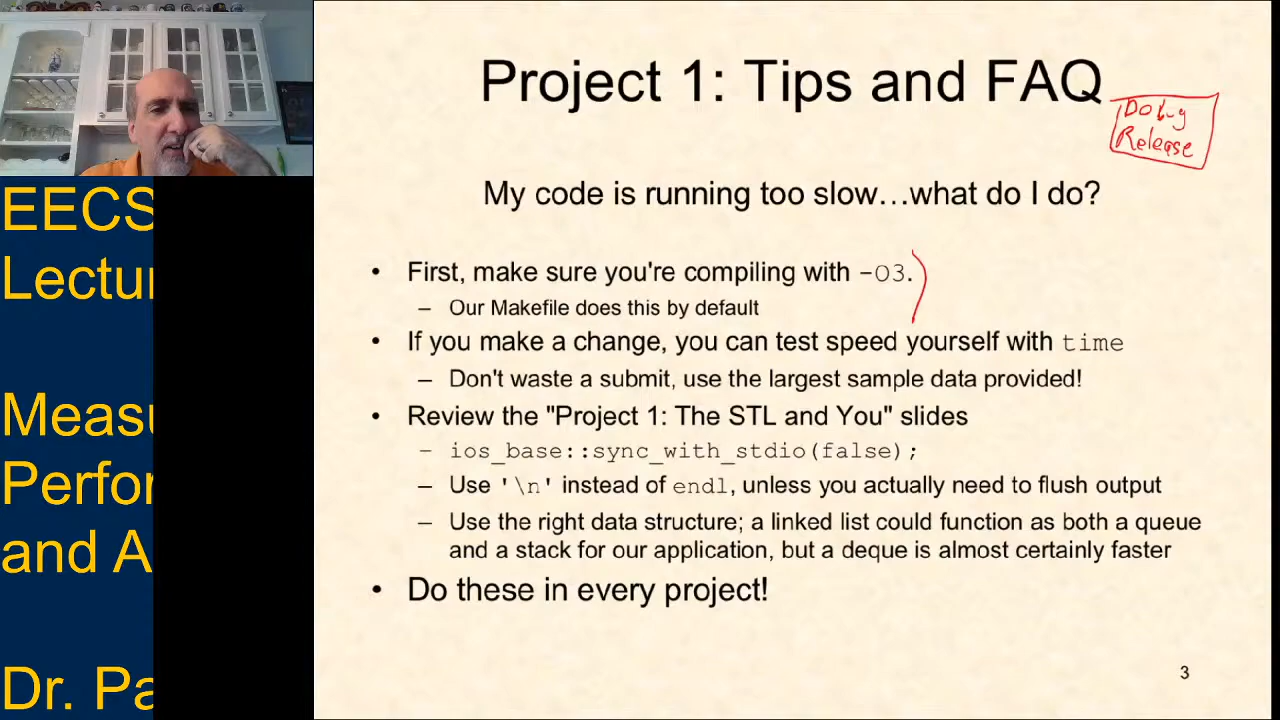 EECS
Lectur
Measu
Perfor
and A
Dr. Pa
Project 1: Tips and FAQ
Debug
Release
My code is running too slow…what do I do?
• First, make sure you're compiling with -O3.
– Our Makefile does this by default
• If you make a change, you can test speed yourself with time
– Don't waste a submit, use the largest sample data provided!
• Review the "Project 1: The STL and You" slides
– ios_base::sync_with_stdio(false);
– Use '\n' instead of endl, unless you actually need to flush output
– Use the right data structure; a linked list could function as both a queue
and a stack for our application, but a deque is almost certainly faster
• Do these in every project!
3